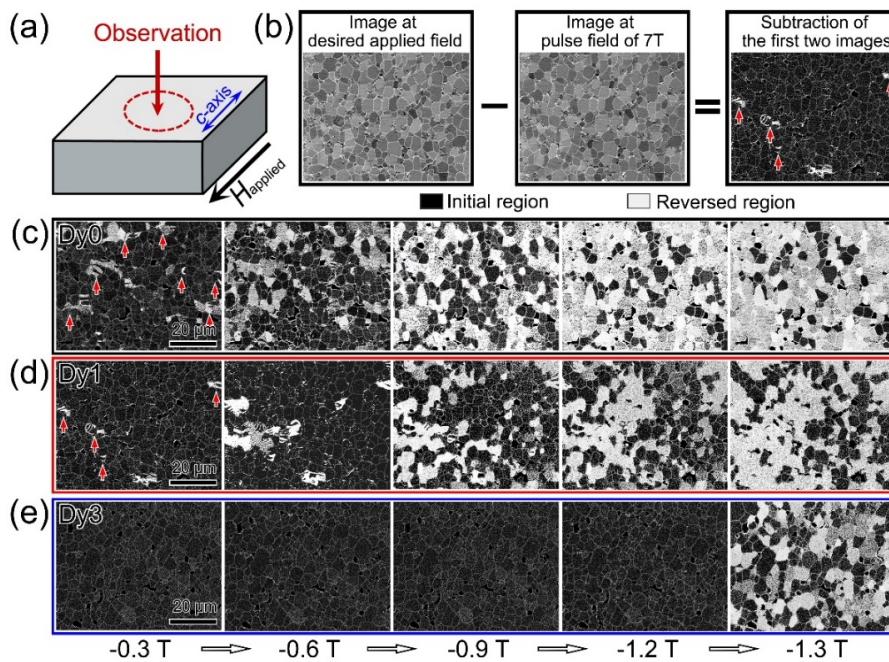 (a)
Observation
c-axis
Happlied
(b)
Image at
desired applied field
Image at
pulse field of 7T
Subtraction of
the first two images
Initial region
Reversed region
(c)
Dy0
20 µm
(d)
Dy1
20 µm
(e)
Dy3
20 µm
-0.3 T
-0.6 T
-0.9 T
-1.2 T
-1.3 T